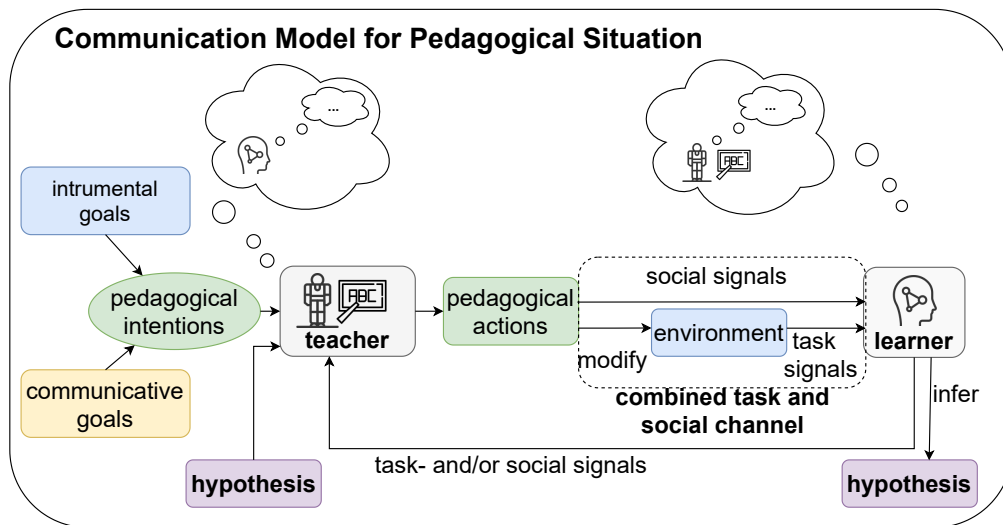 Communication Model for Pedagogical Situation
...
...
intrumental
goals
pedagogical
intentions
communicative
goals
ABC
teacher
hypothesis
pedagogical
actions
social signals
modify
environment
task
signals
combined task and
social channel
ABC
learner
infer
task- and/or social signals
hypothesis